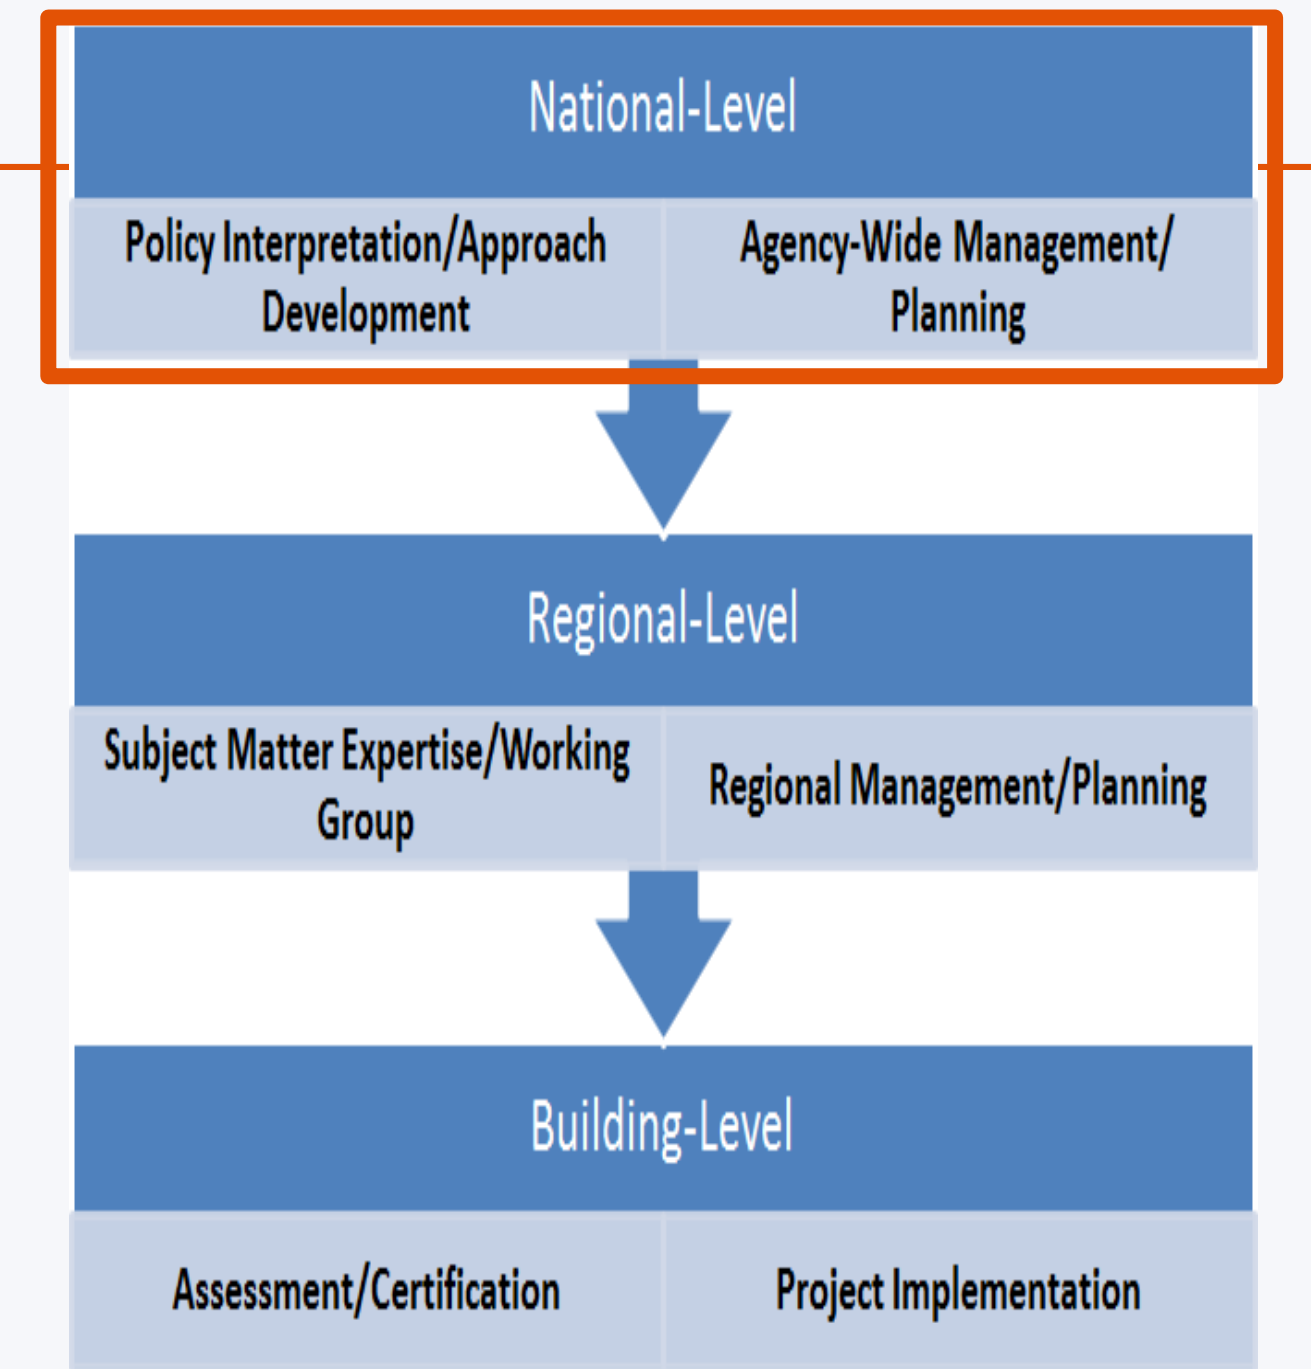 National-Level
Policy Interpretation/Approach
Development
Agency-Wide Management/
Planning
Regional-Level
Subject Matter Expertise/Working
Group
Regional Management/Planning
Building-Level
Assessment/Certification
Project Implementation